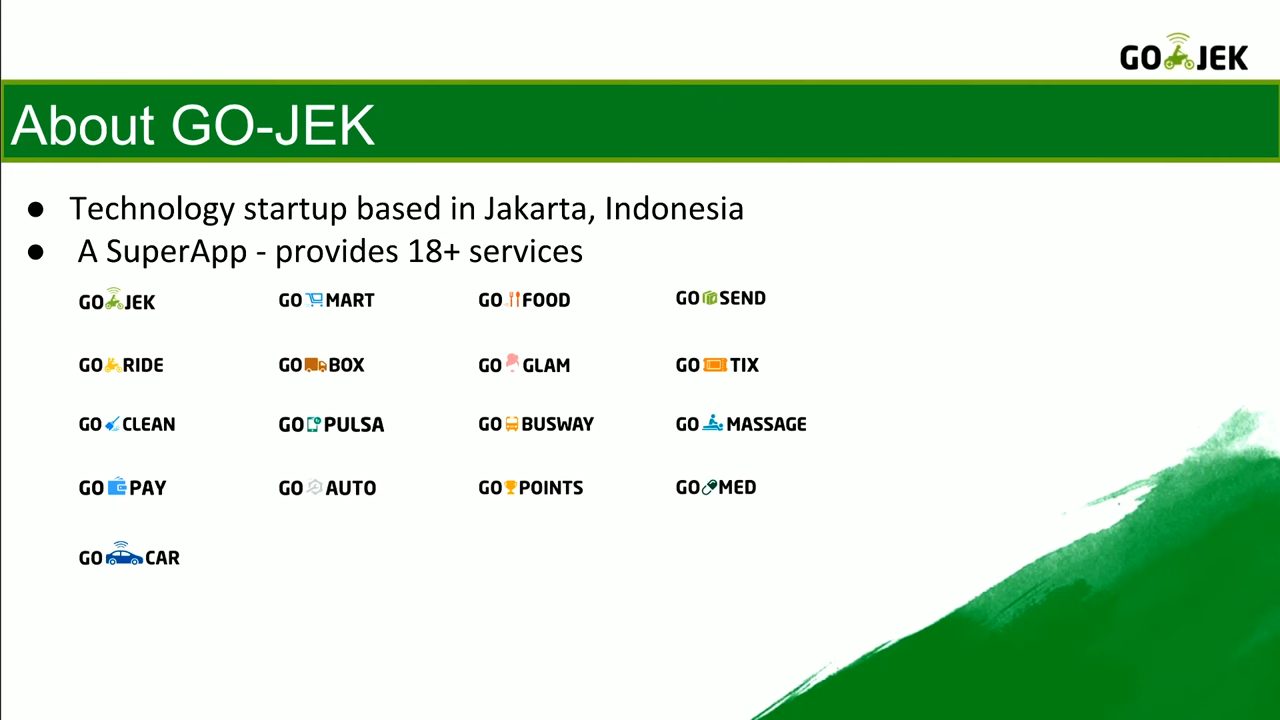 GO JEK
About GO-JEK
● Technology startup based in Jakarta, Indonesia
● A SuperApp - provides 18+ services
GO JEK GO MART GO FOOD GO SEND
GO RIDE GO BOX GO GLAM GO TIX
GO CLEAN GO PULSA GO BUSWAY GO MASSAGE
GO PAY GO AUTO GO POINTS GO MED
GO CAR